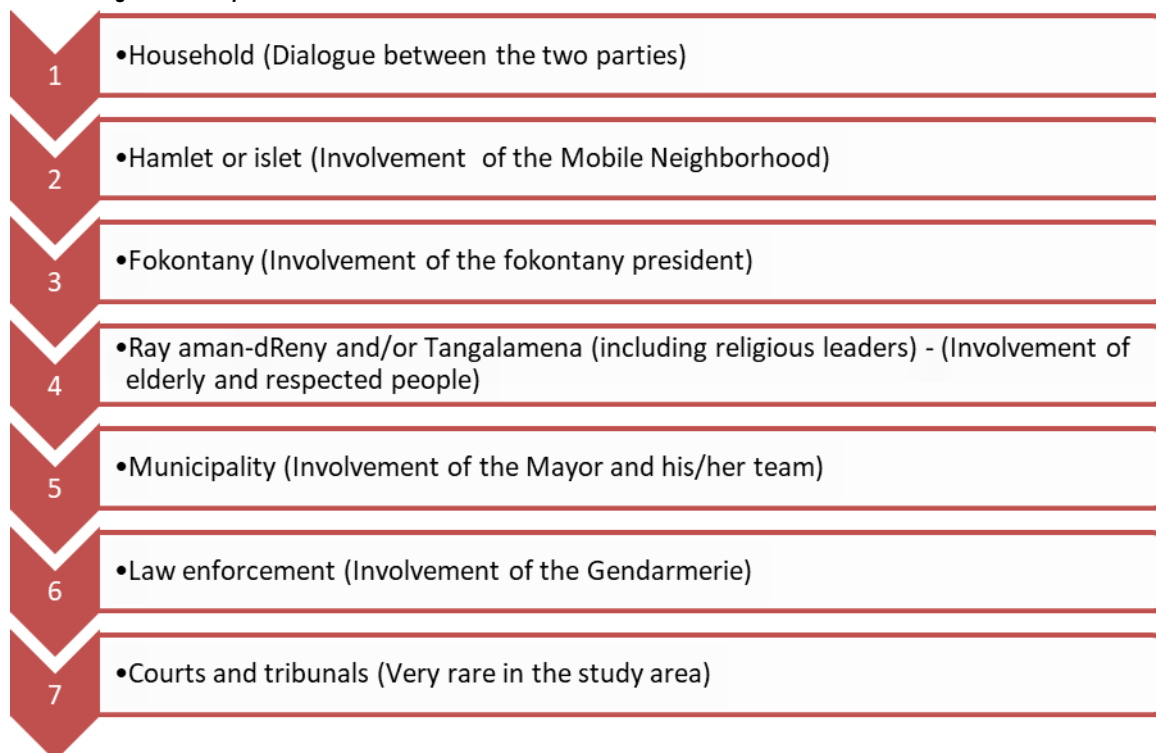 1
•Household (Dialogue between the two parties)
2
•Hamlet or islet (Involvement of the Mobile Neighborhood)
3
•Fokontany (Involvement of the fokontany president)
4
•Ray aman-dReny and/or Tangalamena (including religious leaders) - (Involvement of
elderly and respected people)
5
•Municipality (Involvement of the Mayor and his/her team)
6
•Law enforcement (Involvement of the Gendarmerie)
7
•Courts and tribunals (Very rare in the study area)